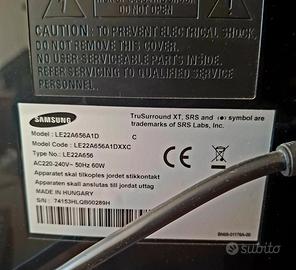 CAUTION : TO PREVENT ELECTRICAL SHOCK,
DO NOT REMOVE THIS COVER.
NO USER-SERVICEABLE PARTS INSIDE. REFER
SERVICING TO QUALIFIED SERVICE
PERSONNEL.
SAMSUNG
TruSurround XT, SRS and (●) symbol are
trademarks of SRS Labs, Inc.
Model : LE22A656A1D C
Model Code : LE22A656A1DXXC
Type No.: LE22A656
AC220-240V~ 50Hz 60W
Apparatet skal tilkoples jordet stikkontakt
Apparaten skall anslutas till jordat uttag
MADE IN HUNGARY
S/N : 74153HLQB00289H
BN68-01178A-00
subito